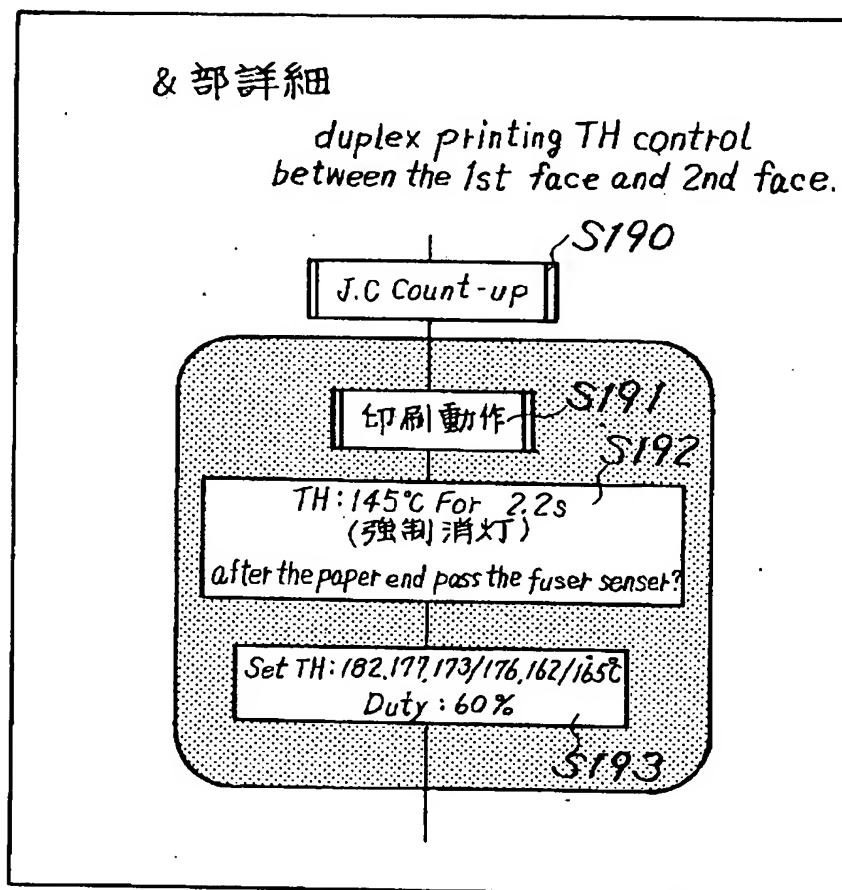 & 部詳細
duplex printing TH control
between the 1st face and 2nd face.
S190
J.C Count-up
S191
印刷動作
S192
TH:145℃ For 2.2s
(強制消灯)
after the paper end pass the fuser senser?
Set TH:182.177.173/176.162/165℃
Duty:60%
S193